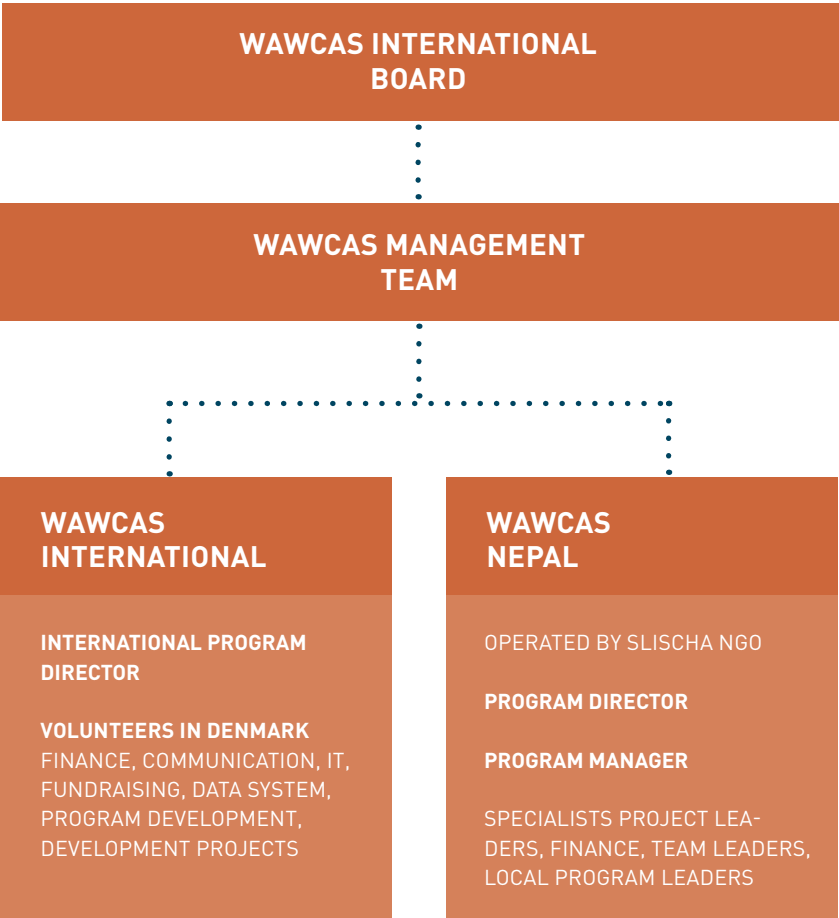 WAWCAS INTERNATIONAL
BOARD
WAWCAS MANAGEMENT
TEAM
WAWCAS
INTERNATIONAL
INTERNATIONAL PROGRAM
DIRECTOR
VOLUNTEERS IN DENMARK
FINANCE, COMMUNICATION, IT,
FUNDRAISING, DATA SYSTEM,
PROGRAM DEVELOPMENT,
DEVELOPMENT PROJECTS
WAWCAS
NEPAL
OPERATED BY SLISCHA NGO
PROGRAM DIRECTOR
PROGRAM MANAGER
SPECIALISTS PROJECT LEA-
DERS, FINANCE, TEAM LEADERS,
LOCAL PROGRAM LEADERS